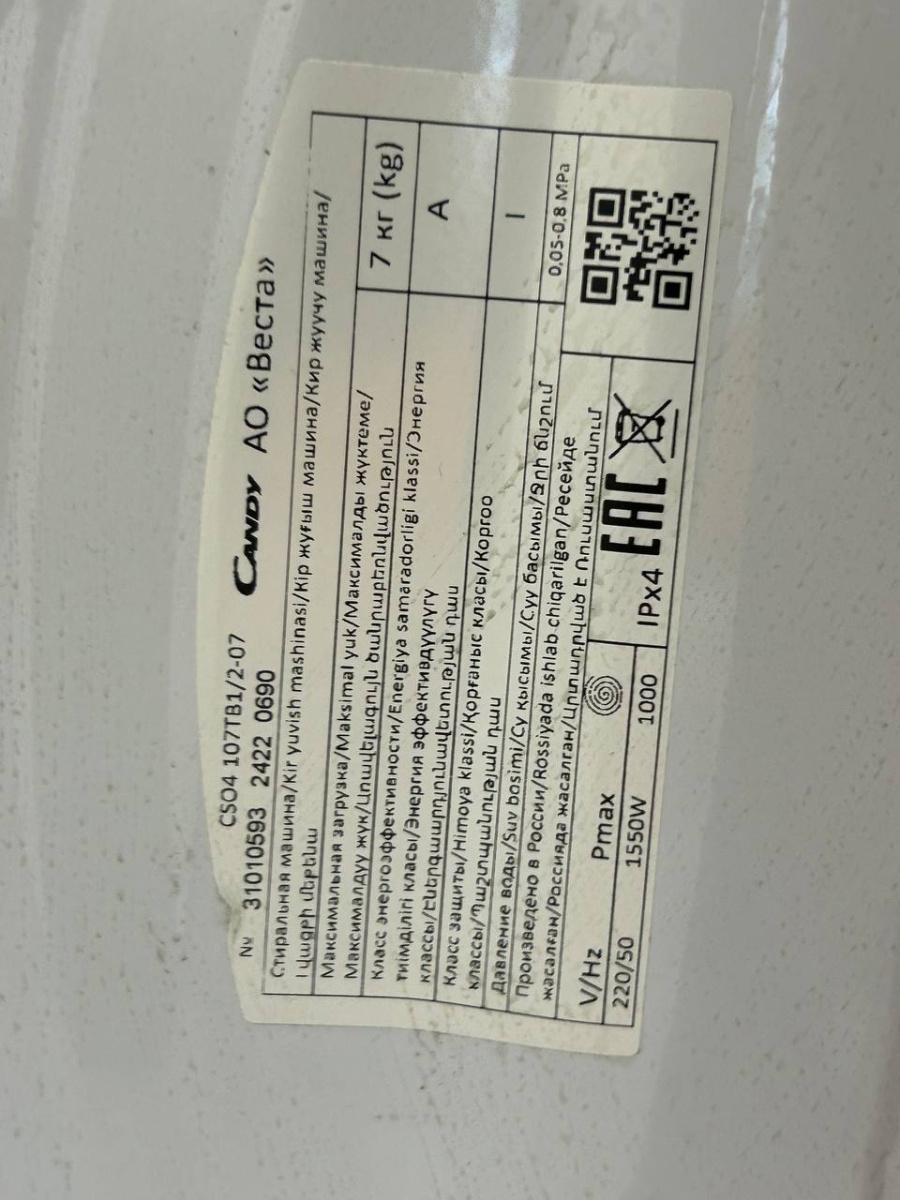 CSO4 107TB1/2-07
№ 31010593 2422 0690
CANDY АО «Веста»
Стиральная машина/Kir yuvish mashinasi/Кір жуғыш машина/Кир жуучу машина/
Լվացքի մեքենա
Максимальная загрузка/Maksimal yuk/Максималды жүктеме/
Максималдуу жүк/Առավելագույն ծանրաբեռնվածություն
7 кг (kg)
Класс энергоэффективности/Energiya samaradorligi klassi/Энергия
тиімділігі класы/Энергия эффективдүүлүгү
классы/Էներգաարդյունավետության դաս
A
Класс защиты/Himoya klassi/Қорғаныс класы/Коргоо
классы/Պաշտպանության դաս
I
Давление воды/Suv bosimi/Су қысымы/Суу басымы/Ջրի ճնշում
0,05-0,8 MPa
Произведено в России/Rossiyada ishlab chiqarilgan/Ресейде
жасалған/Россияда жасалган/Արտադրված է Ռուսաստանում
V/Hz Pmax
220/50 1550W 1000 IPx4 EAC